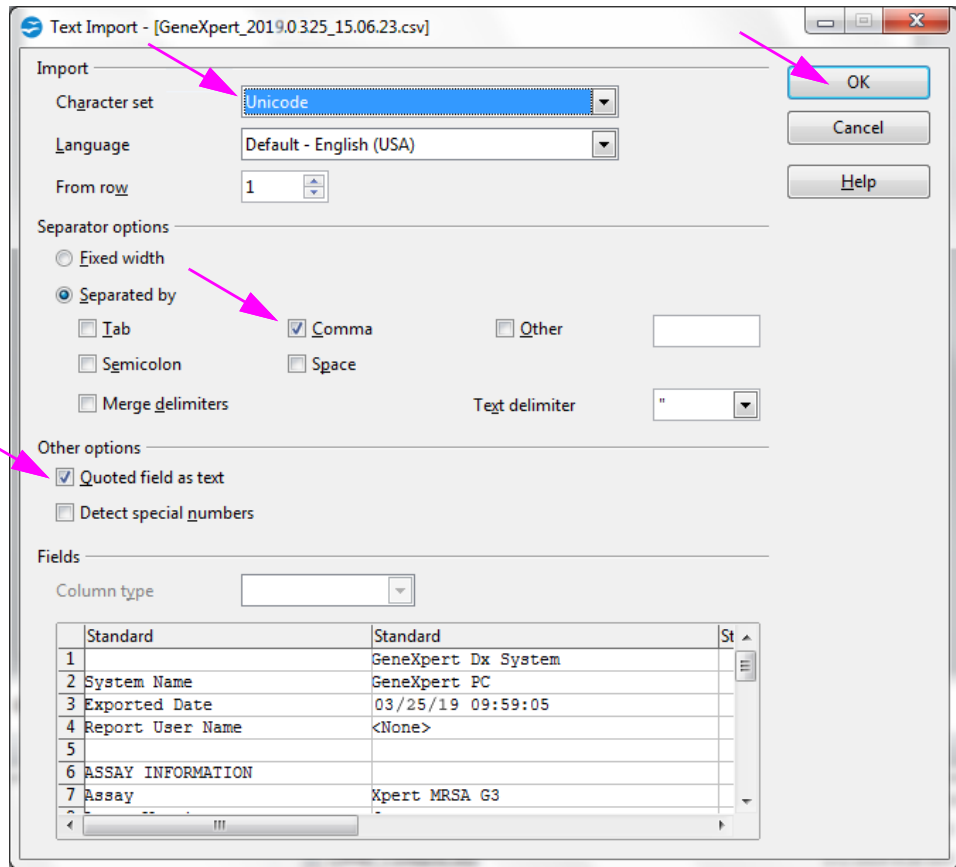 Text Import - [GeneXpert_2019.0325_15.06.23.csv]
Import
OK
Character set Unicode
Cancel
Language Default - English (USA)
From row 1
Help
Separator options
Fixed width
Separated by
Tab Comma Other
Semicolon Space
Merge delimiters Text delimiter "
Other options
Quoted field as text
Detect special numbers
Fields
Column type
Standard Standard St
1 GeneXpert Dx System
2 System Name GeneXpert PC
3 Exported Date 03/25/19 09:59:05
4 Report User Name <None>
5
6 ASSAY INFORMATION
7 Assay Xpert MRSA G3